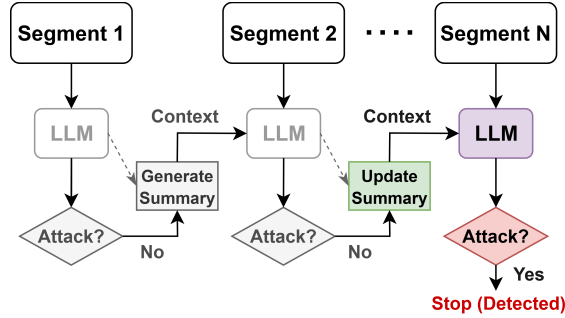 Segment 1
Segment 2
....
Segment N
Context
Context
LLM
LLM
LLM
Generate
Summary
Update
Summary
Attack?
No
Attack?
No
Attack?
Yes
Stop (Detected)